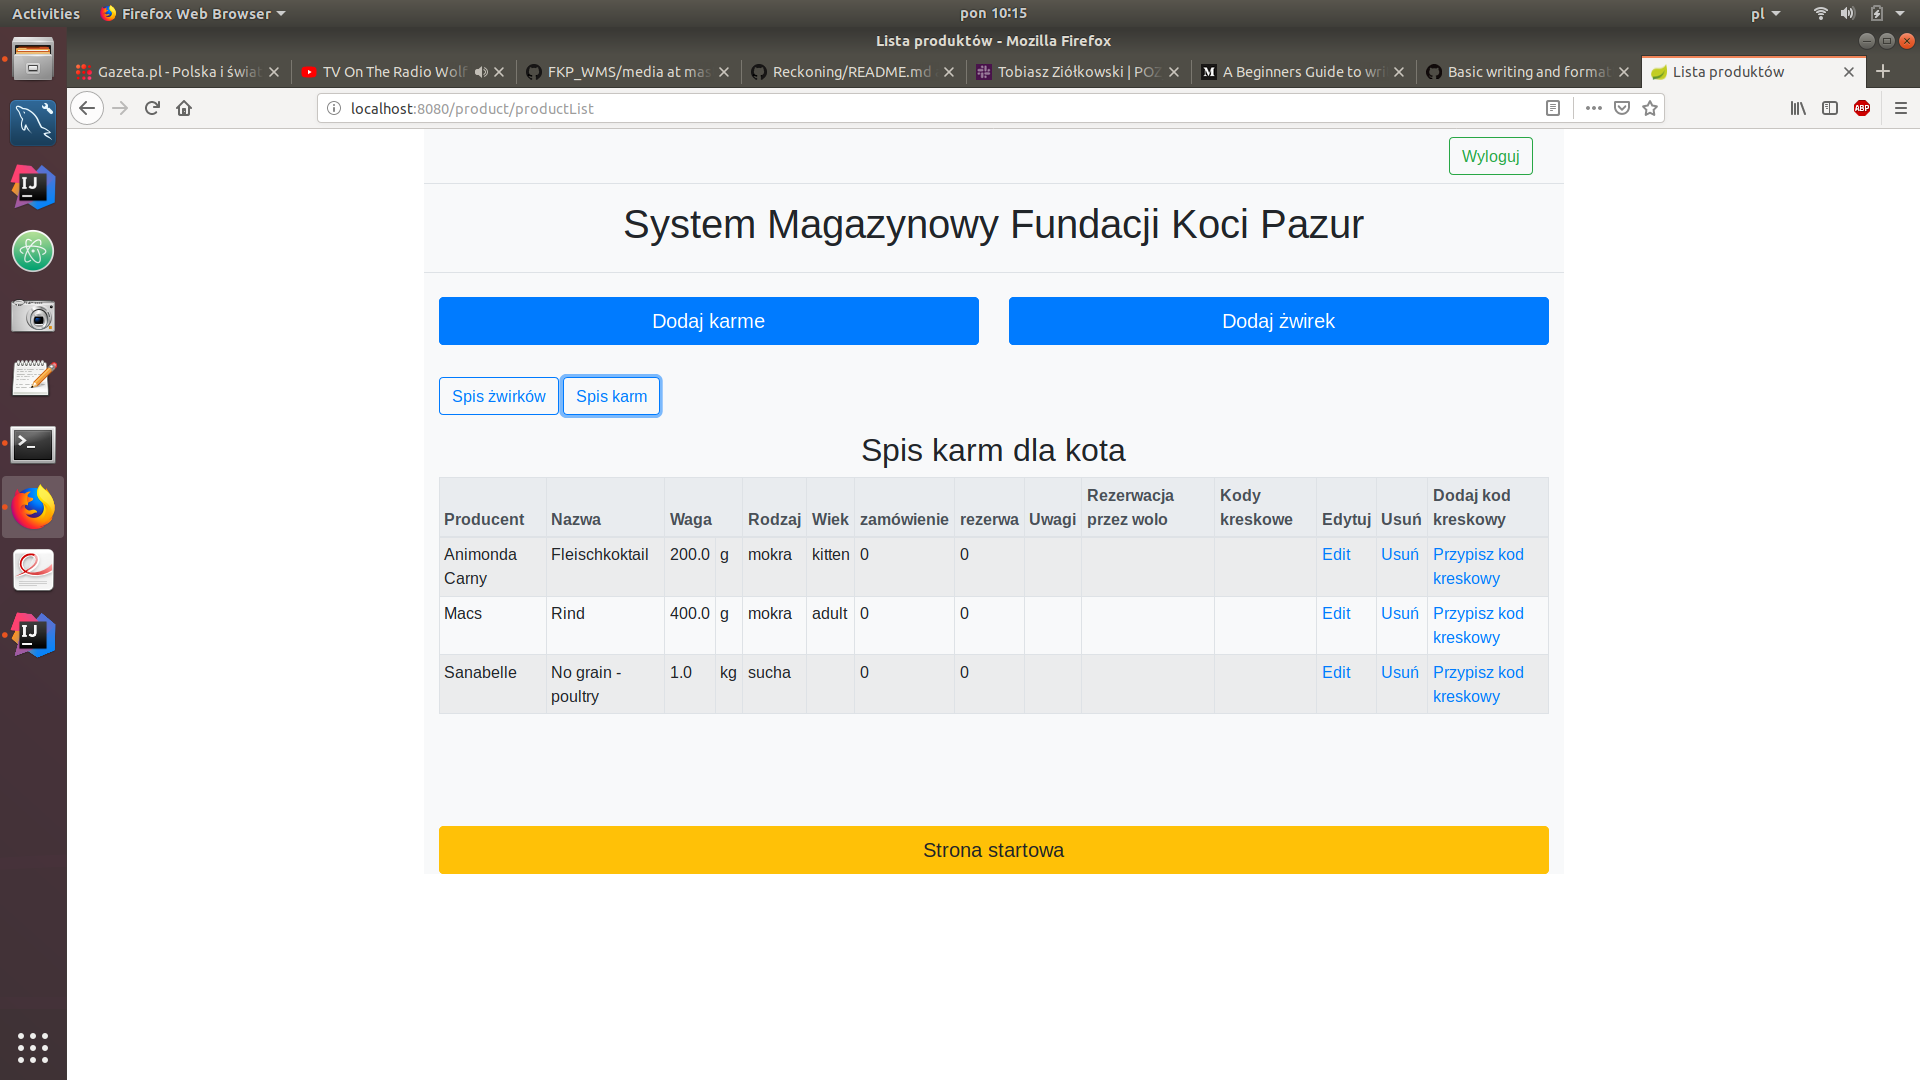 Activities
Firefox Web Browser
pon 10:15
pl
Lista produktów - Mozilla Firefox
Gazeta.pl - Polska i świat
TV On The Radio Wolf
FKP_WMS/media at mas
Reckoning/README.md
Tobiasz Ziółkowski | POZ
A Beginners Guide to wri
Basic writing and format
Lista produktów
localhost:8080/product/productList
ABP
Wyloguj
System Magazynowy Fundacji Koci Pazur
Dodaj karme
Dodaj żwirek
Spis żwirków
Spis karm
Spis karm dla kota
Producent Nazwa Waga Rodzaj Wiek zamówienie rezerwa Uwagi Rezerwacja przez wolo Kody kreskowe Edytuj Usuń Dodaj kod kreskowy
Animonda Carny Fleischkoktail 200.0 g mokra kitten 0 0 Edit Usuń Przypisz kod kreskowy
Macs Rind 400.0 g mokra adult 0 0 Edit Usuń Przypisz kod kreskowy
Sanabelle No grain - poultry 1.0 kg sucha 0 0 Edit Usuń Przypisz kod kreskowy
Strona startowa